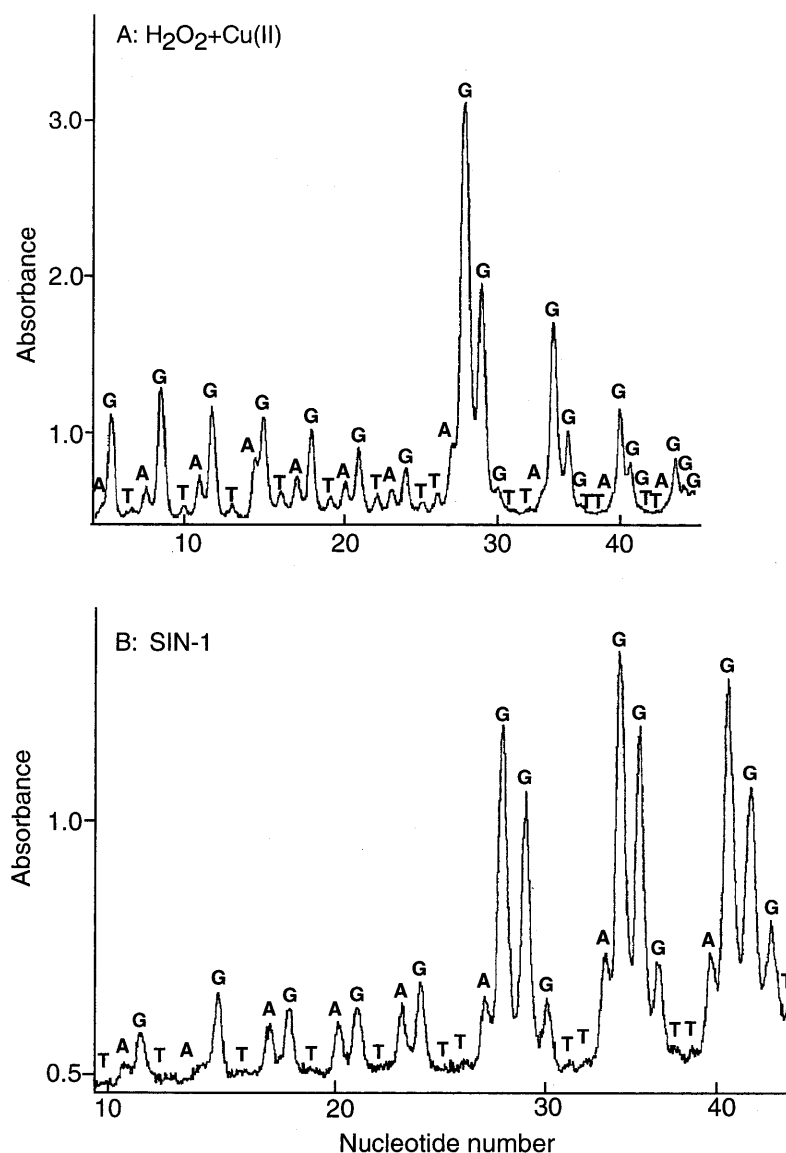 A: H2O2+Cu(II)
Absorbance
3.0
2.0
1.0
A G T A G T A G T A G T A G T A G T A G T T A G G G T T A G G G T T A G G G T T A G G G
10 20 30 40
B: SIN-1
Absorbance
1.0
0.5
T A G T A G T A G T A G T A G T T A G G G T T A G G G T T A G G G
10 20 30 40
Nucleotide number